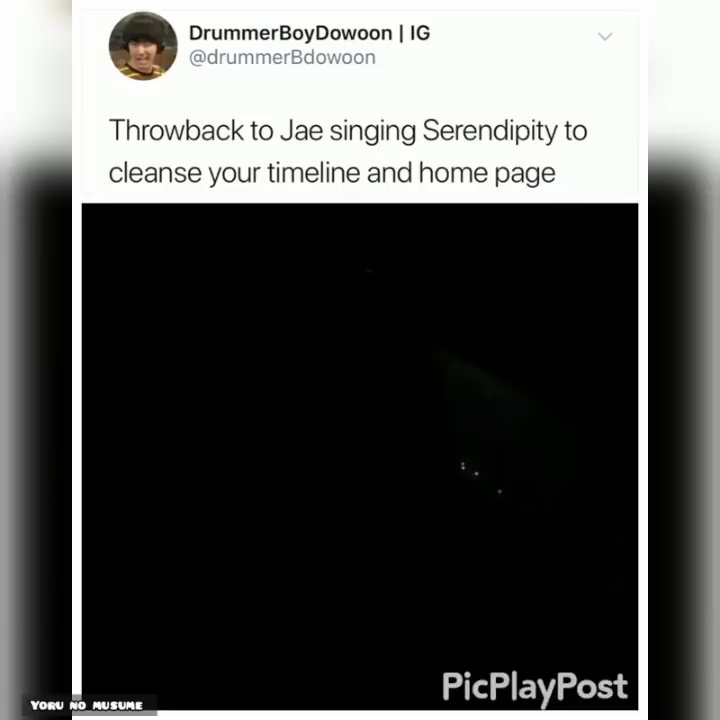 DrummerBoyDowoon | IG
@drummerBdowoon
Throwback to Jae singing Serendipity to
cleanse your timeline and home page
PicPlayPost
YORU NO MUSUME